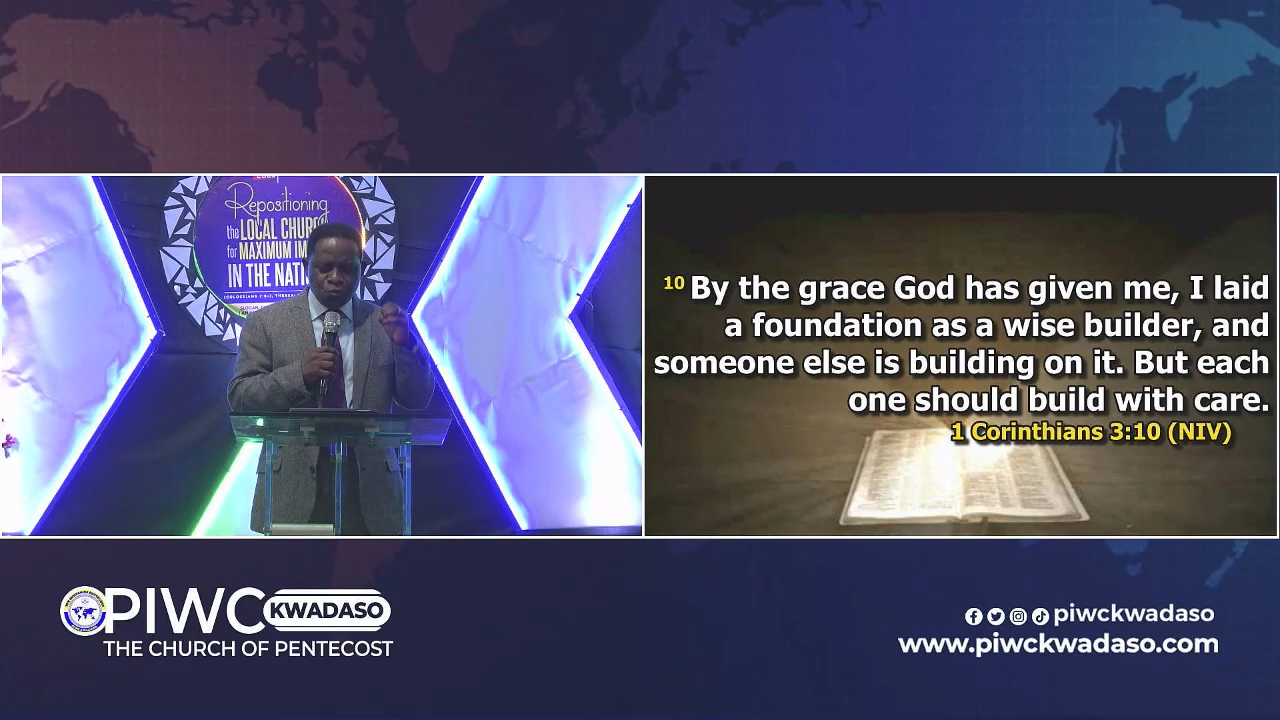 Repositioning
the LOCAL CHURCH
for MAXIMUM IM
IN THE NATI
10 By the grace God has given me, I laid
a foundation as a wise builder, and
someone else is building on it. But each
one should build with care.
1 Corinthians 3:10 (NIV)
PIWC KWADASO
THE CHURCH OF PENTECOST
piwckwadaso
www.piwckwadaso.com